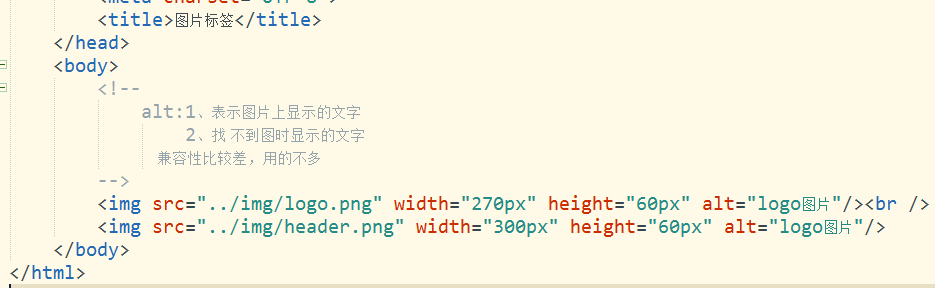 <title>图片标签</title>
</head>
<body>
<!--
alt:1、表示图片上显示的文字
2、找 不到图时显示的文字
兼容性比较差，用的不多
-->
<img src="../img/logo.png" width="270px" height="60px" alt="logo图片"/><br />
<img src="../img/header.png" width="300px" height="60px" alt="logo图片"/>
</body>
</html>